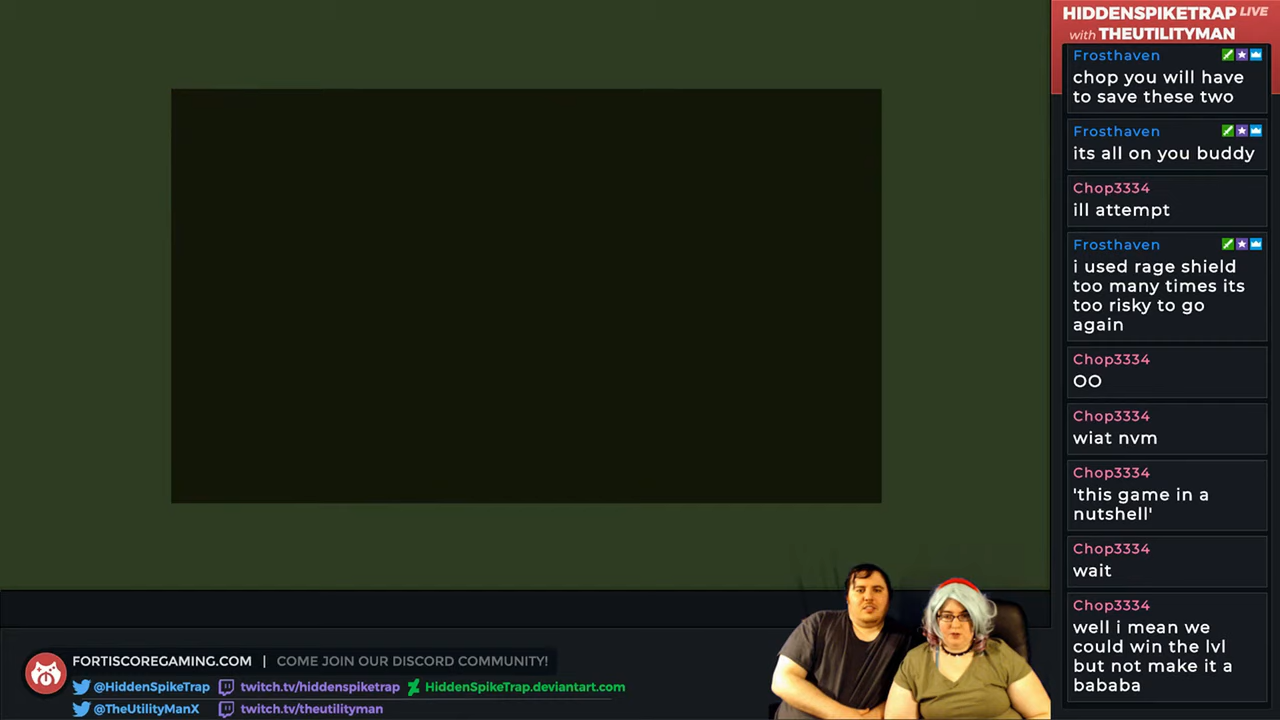 HIDDENSPIKETRAP LIVE
with THEUTILITYMAN
Frosthaven
chop you will have
to save these two
Frosthaven
its all on you buddy
Chop3334
ill attempt
Frosthaven
i used rage shield
too many times its
too risky to go
again
Chop3334
OO
Chop3334
wiat nvm
Chop3334
'this game in a
nutshell'
Chop3334
wait
Chop3334
well i mean we
could win the lvl
but not make it a
bababa
FORTISCOREGAMING.COM | COME JOIN OUR DISCORD COMMUNITY!
@HiddenSpikeTrap twitch.tv/hiddenspiketrap HiddenSpikeTrap.deviantart.com
@TheUtilityManX twitch.tv/theutilityman